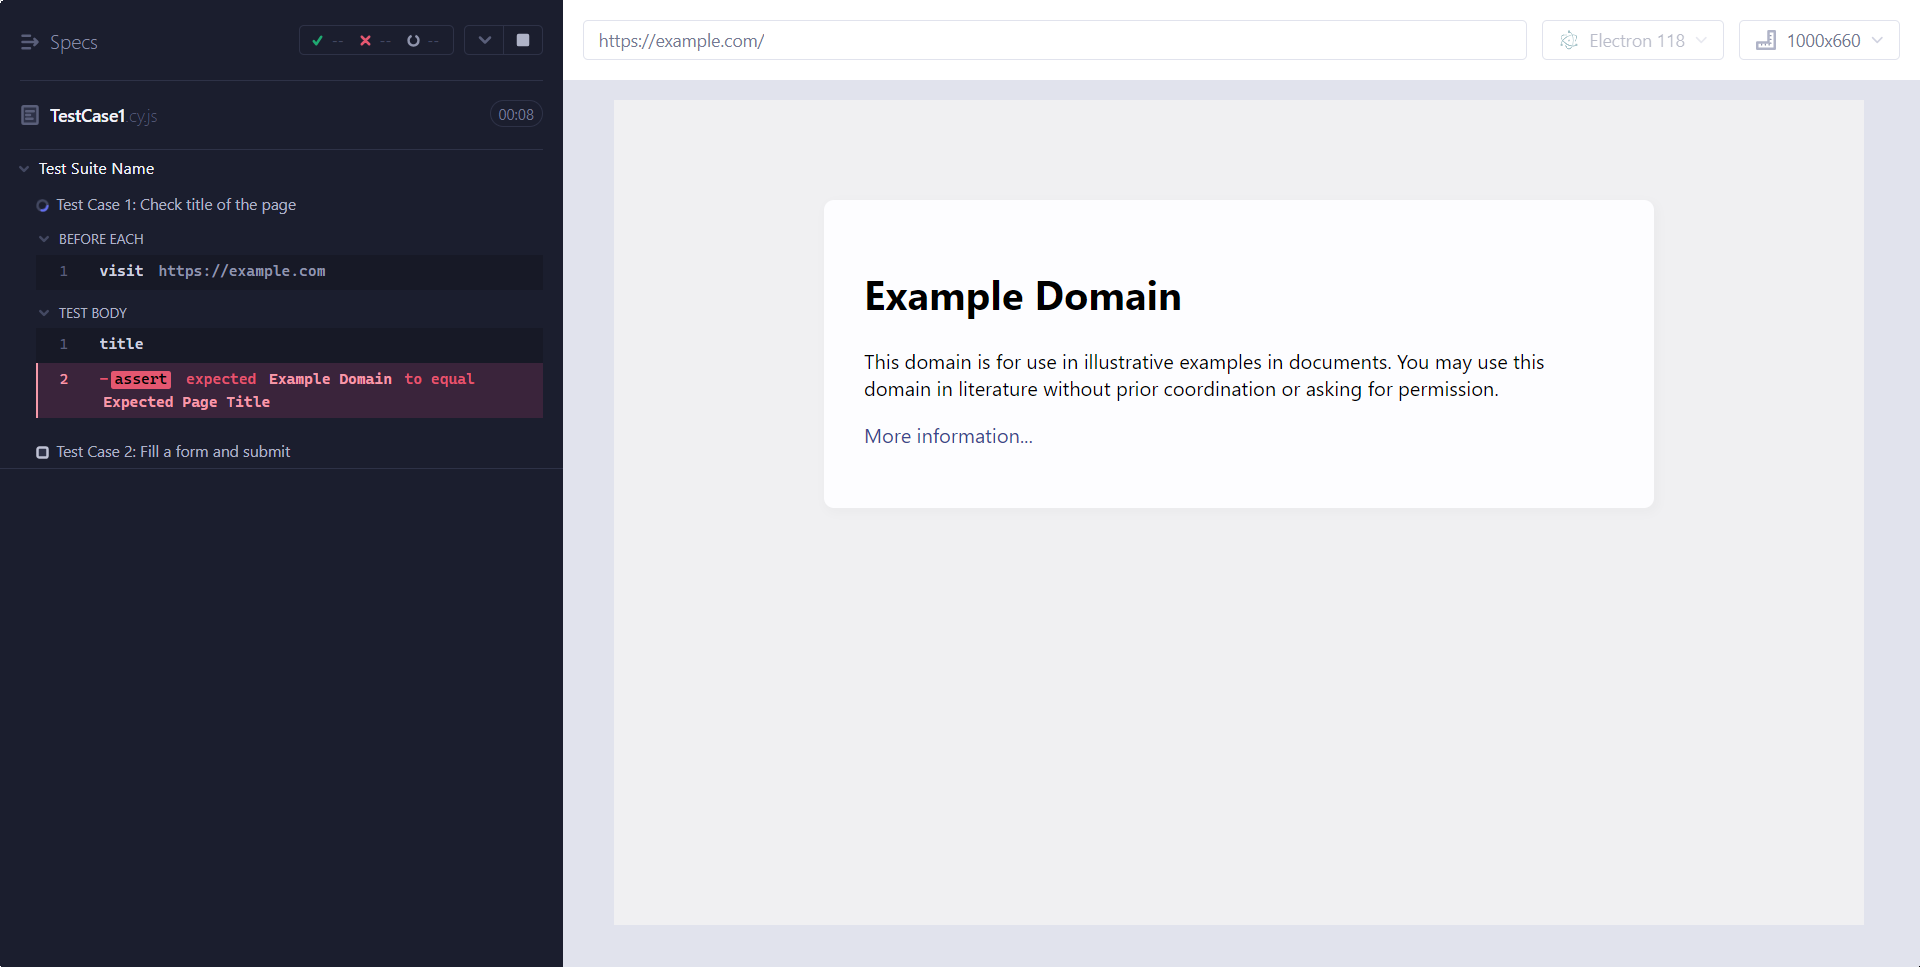 Specs
-- -- --
TestCase1.cy.js
00:08
Test Suite Name
Test Case 1: Check title of the page
BEFORE EACH
1 visit https://example.com
TEST BODY
1 title
2 -assert expected Example Domain to equal
Expected Page Title
Test Case 2: Fill a form and submit
https://example.com/
Electron 118
1000x660
Example Domain
This domain is for use in illustrative examples in documents. You may use this
domain in literature without prior coordination or asking for permission.
More information...